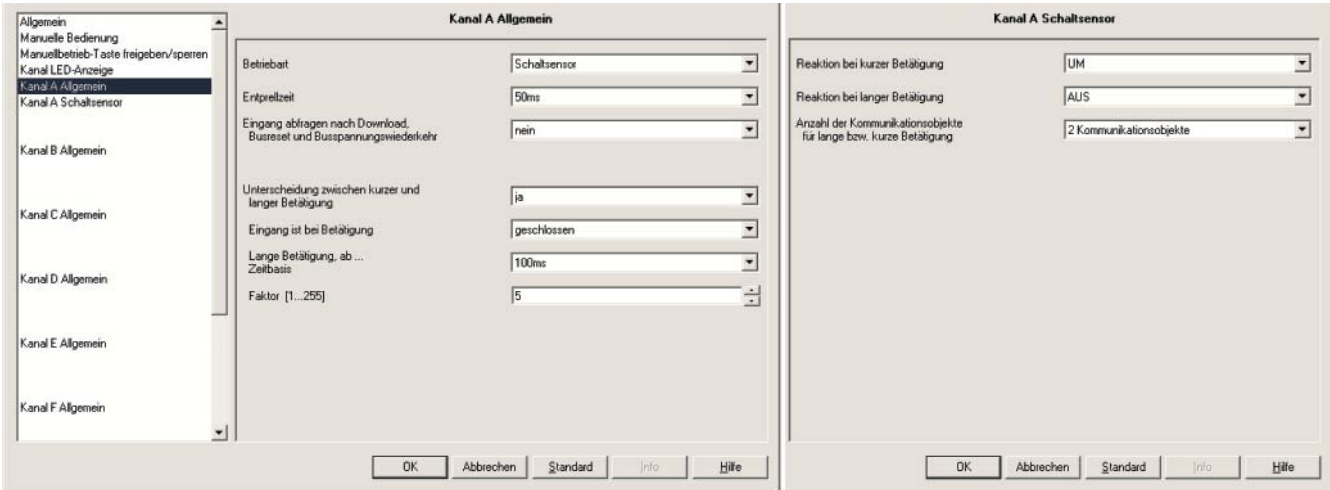 Allgemein
Manuelle Bedienung
Manuellbetrieb-Taste freigeben/sperren
Kanal LED-Anzeige
Kanal A Allgemein
Kanal A Schaltsensor
Kanal B Allgemein
Kanal C Allgemein
Kanal D Allgemein
Kanal E Allgemein
Kanal F Allgemein
Kanal A Allgemein
Betriebart Schaltsensor
Entprellzeit 50ms
Eingang abfragen nach Download,
Busreset und Busspannungswiederkehr nein
Unterscheidung zwischen kurzer und
langer Betätigung ja
Eingang ist bei Betätigung geschlossen
Lange Betätigung, ab ...
Zeitbasis 100ms
Faktor [1...255] 5
OK Abbrechen Standard Info Hilfe
Kanal A Schaltsensor
Reaktion bei kurzer Betätigung UM
Reaktion bei langer Betätigung AUS
Anzahl der Kommunikationsobjekte
für lange bzw. kurze Betätigung 2 Kommunikationsobjekte
OK Abbrechen Standard Info Hilfe